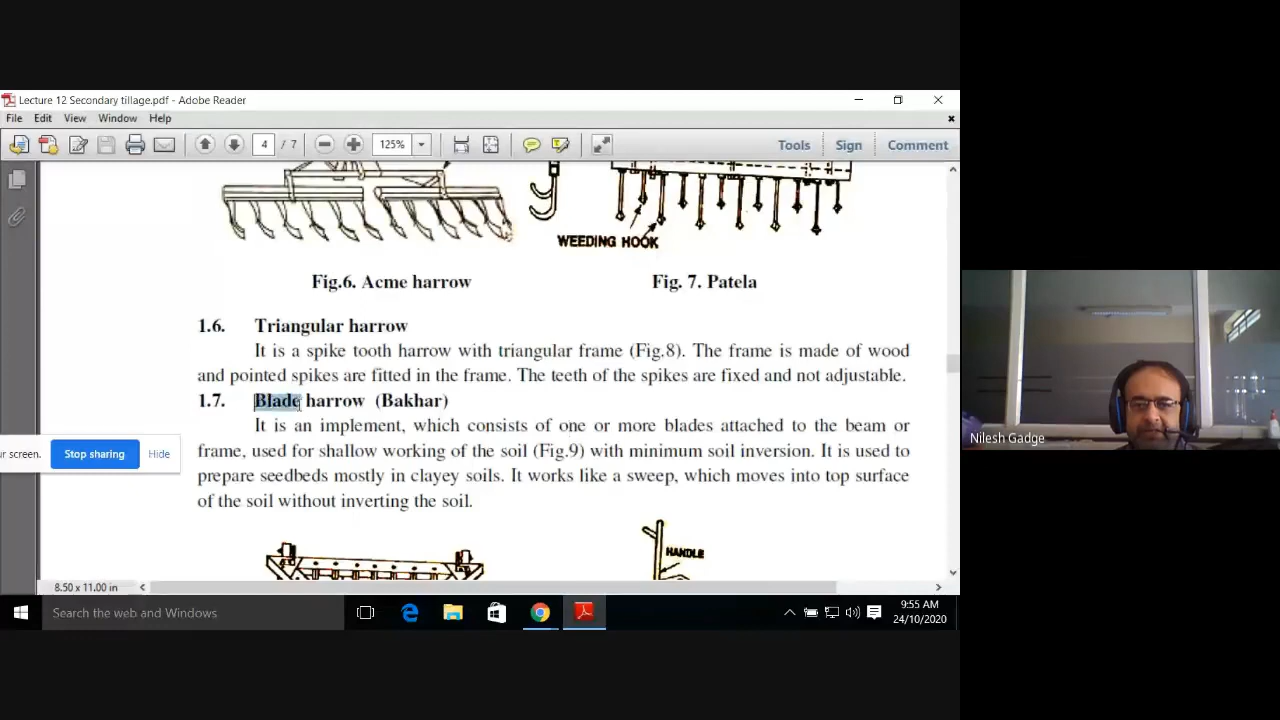 Lecture 12 Secondary tillage.pdf - Adobe Reader
File Edit View Window Help
4 / 7 125% Tools Sign Comment
WEEDING HOOK
Fig.6. Acme harrow Fig. 7. Patela
1.6. Triangular harrow
It is a spike tooth harrow with triangular frame (Fig.8). The frame is made of wood
and pointed spikes are fitted in the frame. The teeth of the spikes are fixed and not adjustable.
1.7. Blade harrow (Bakhar)
It is an implement, which consists of one or more blades attached to the beam or
frame, used for shallow working of the soil (Fig.9) with minimum soil inversion. It is used to
prepare seedbeds mostly in clayey soils. It works like a sweep, which moves into top surface
of the soil without inverting the soil.
HANDLE
ur screen. Stop sharing Hide
Nilesh Gadge
8.50 x 11.00 in
Search the web and Windows
9:55 AM
24/10/2020